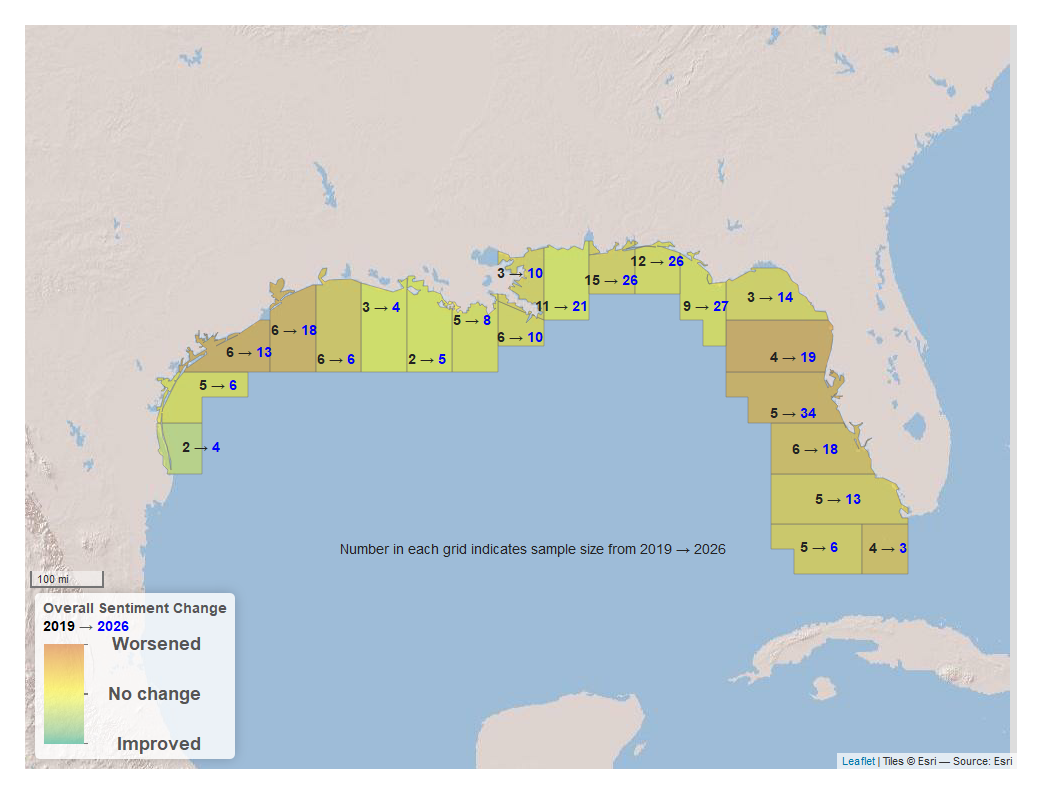 12 → 26
3 → 10
15 → 26
3 → 14
3 → 4
11 → 21
9 → 27
5 → 8
6 → 18
6 → 10
6 → 13
6 → 6
2 → 5
4 → 19
5 → 6
5 → 34
2 → 4
6 → 18
5 → 13
Number in each grid indicates sample size from 2019 → 2026
5 → 6
4 → 3
100 mi
Overall Sentiment Change
2019 → 2026
Worsened
No change
Improved
Leaflet | Tiles © Esri — Source: Esri